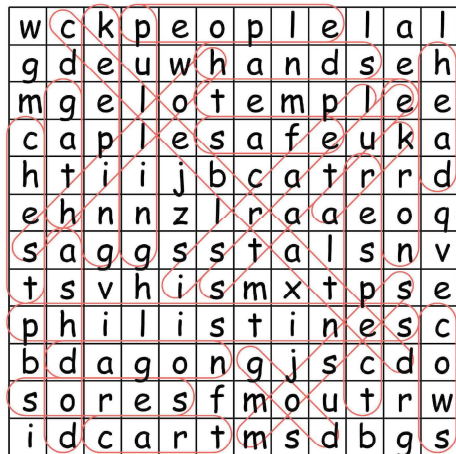 w c k p e o p l e l a l
g d e u w h a n d s e h
m g e l o t e m p l e e
c a p l e s a f e u k a
h t i i j b c a t r r d
e h n n z l r a a e o q
s a g g s s t a l s n v
t s v h i s m x t p s e
p h i l i s t i n e s c
b d a g o n g j s c d o
s o r e s f m o u t r w
i d c a r t m s d b g s